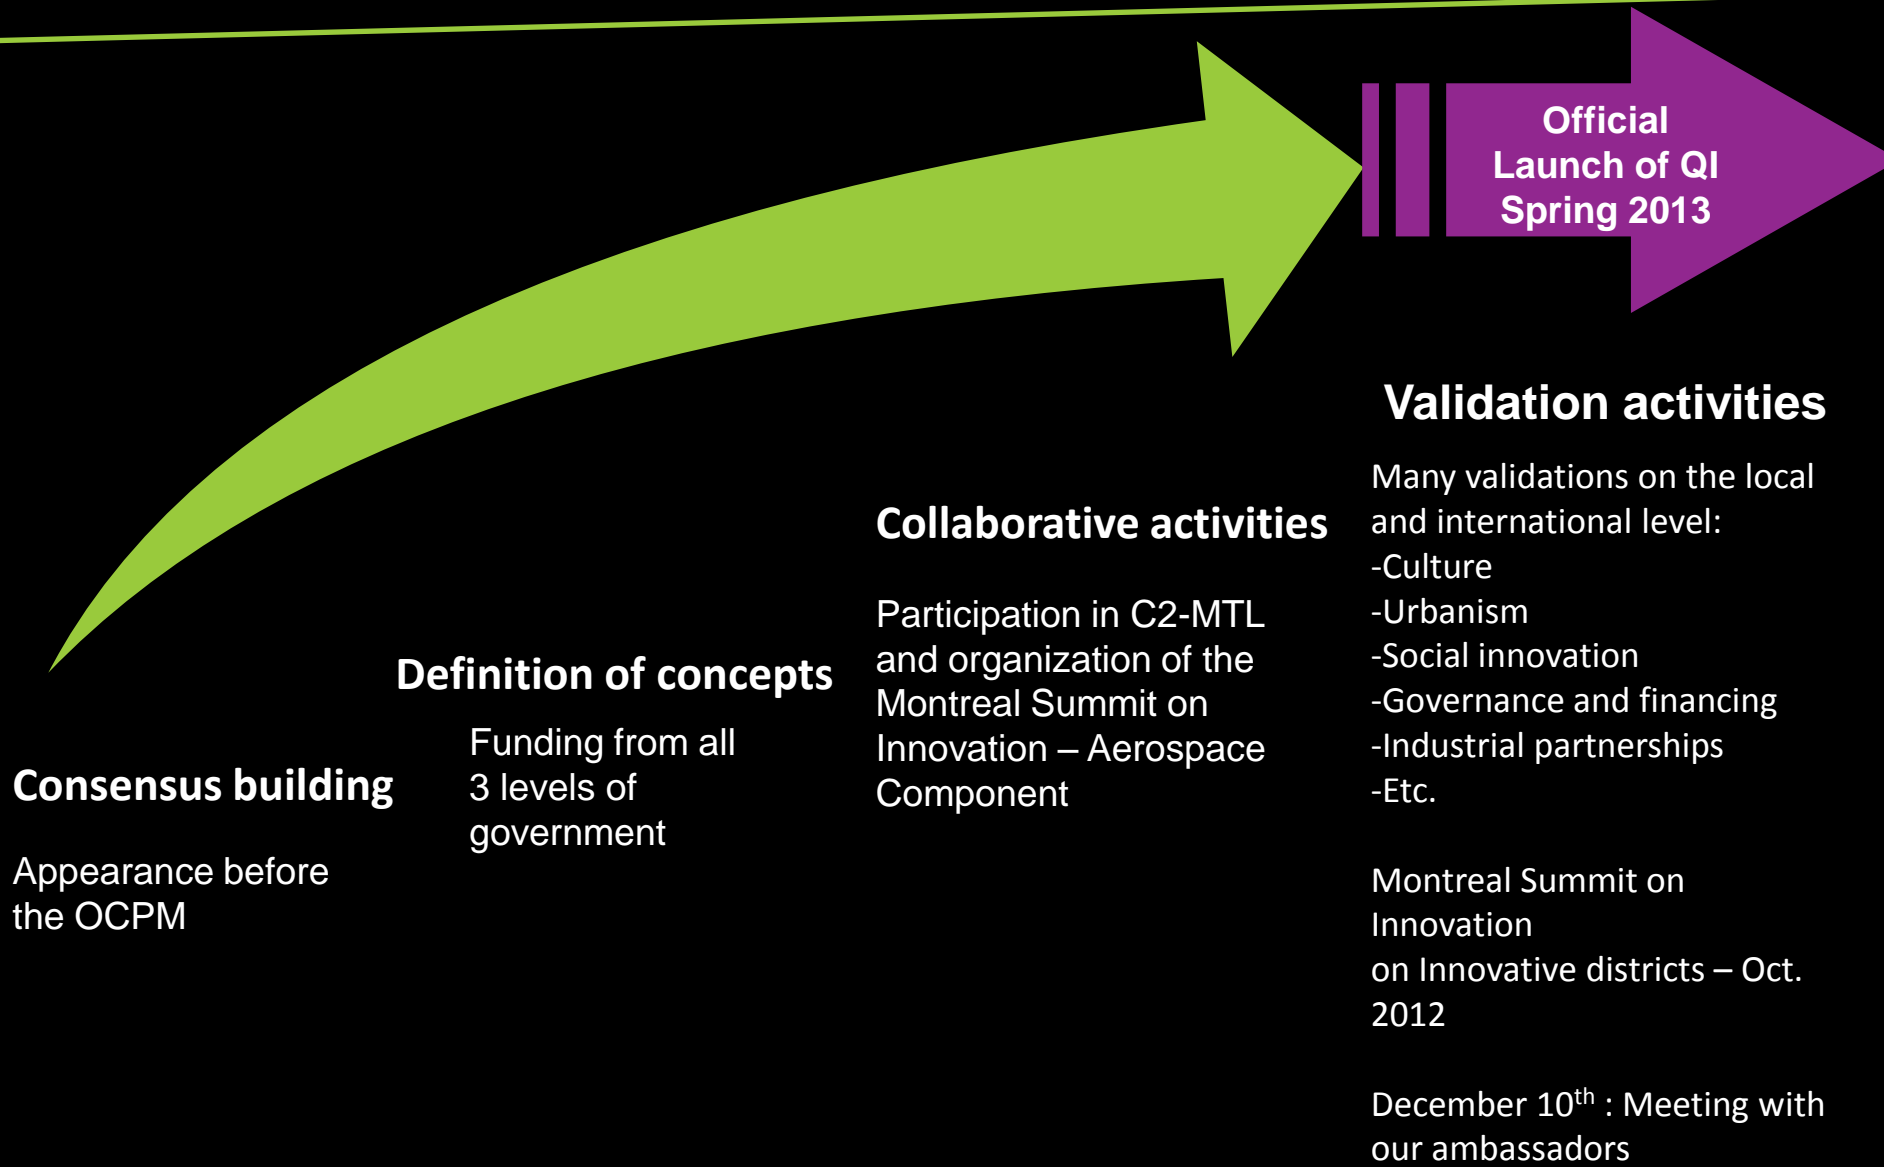 Official
Launch of QI
Spring 2013
Consensus building
Appearance before
the OCPM
Definition of concepts
Funding from all
3 levels of
government
Collaborative activities
Participation in C2-MTL
and organization of the
Montreal Summit on
Innovation – Aerospace
Component
Validation activities
Many validations on the local
and international level:
-Culture
-Urbanism
-Social innovation
-Governance and financing
-Industrial partnerships
-Etc.
Montreal Summit on
Innovation
on Innovative districts – Oct.
2012
December 10th : Meeting with
our ambassadors